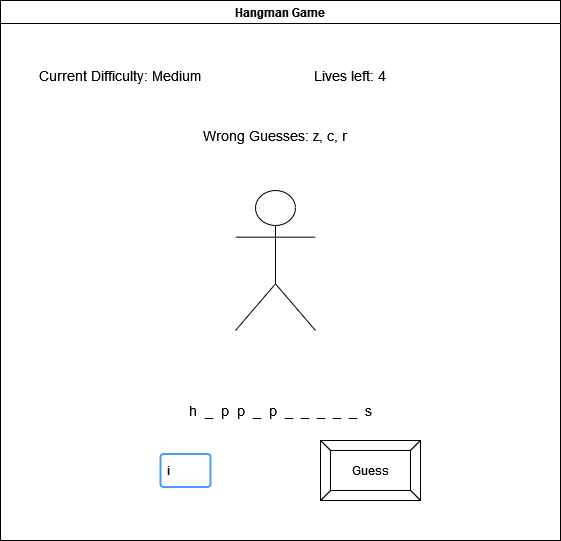 Hangman Game
Current Difficulty: Medium Lives left: 4
Wrong Guesses: z, c, r
h _ p p _ p _ _ _ _ _ s
i Guess